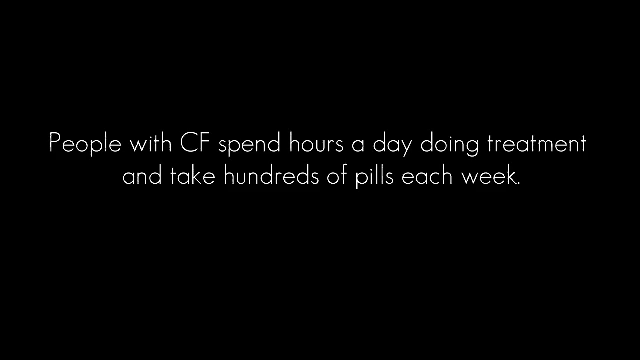 People with CF spend hours a day doing treatment
and take hundreds of pills each week.